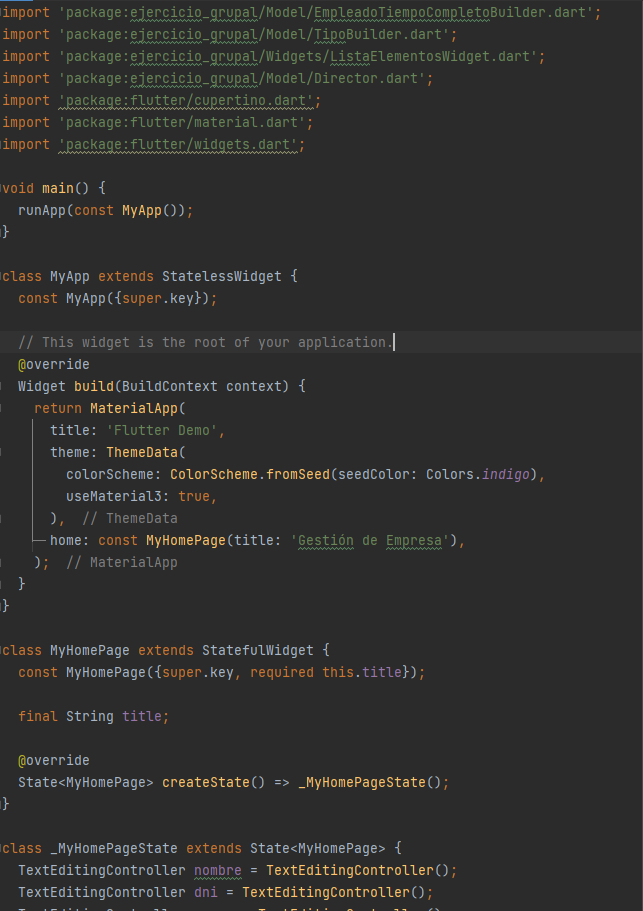 import 'package:ejercicio_grupal/Model/EmpleadoTiempoCompletoBuilder.dart';
import 'package:ejercicio_grupal/Model/TipoBuilder.dart';
import 'package:ejercicio_grupal/Widgets/ListaElementosWidget.dart';
import 'package:ejercicio_grupal/Model/Director.dart';
import 'package:flutter/cupertino.dart';
import 'package:flutter/material.dart';
import 'package:flutter/widgets.dart';
void main() {
runApp(const MyApp());
}
class MyApp extends StatelessWidget {
const MyApp({super.key});
// This widget is the root of your application.
@override
Widget build(BuildContext context) {
return MaterialApp(
title: 'Flutter Demo',
theme: ThemeData(
colorScheme: ColorScheme.fromSeed(seedColor: Colors.indigo),
useMaterial3: true,
), // ThemeData
home: const MyHomePage(title: 'Gestión de Empresa'),
); // MaterialApp
}
}
class MyHomePage extends StatefulWidget {
const MyHomePage({super.key, required this.title});
final String title;
@override
State<MyHomePage> createState() => _MyHomePageState();
}
class _MyHomePageState extends State<MyHomePage> {
TextEditingController nombre = TextEditingController();
TextEditingController dni = TextEditingController();